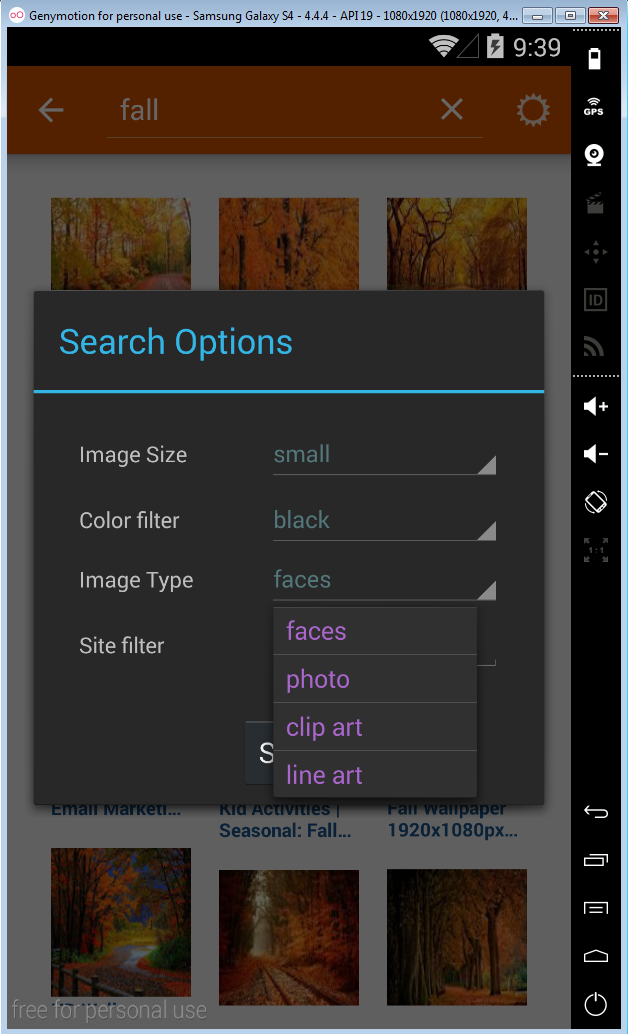 Genymotion for personal use - Samsung Galaxy S4 - 4.4.4 - API 19 - 1080x1920 (1080x1920, 4...
9:39
fall
GPS
ID
Search Options
Image Size small
Color filter black
Image Type faces
Site filter
faces
photo
clip art
line art
S
1:1
Email Marketi...
Kid Activities |
Seasonal: Fall...
Fall Wallpaper
1920x1080px...
free for personal use